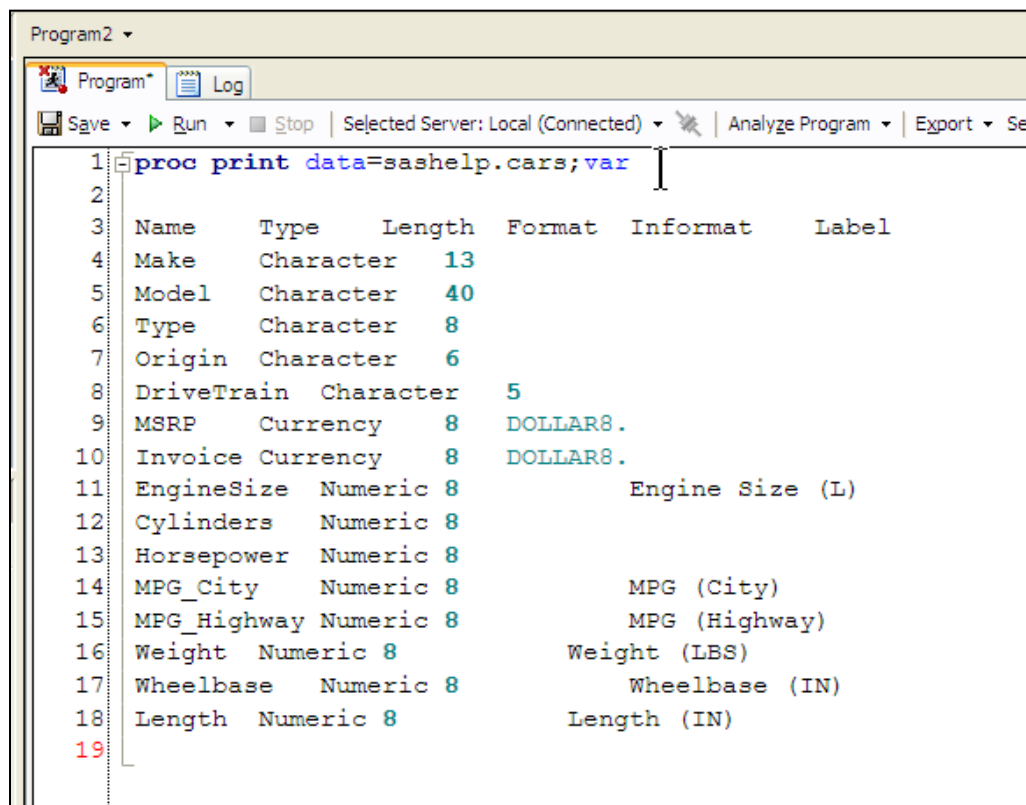 Program2
Program* Log
Save Run Stop Selected Server: Local (Connected) Analyze Program Export Se
1 proc print data=sashelp.cars;var
2
3 Name Type Length Format Informat Label
4 Make Character 13
5 Model Character 40
6 Type Character 8
7 Origin Character 6
8 DriveTrain Character 5
9 MSRP Currency 8 DOLLAR8.
10 Invoice Currency 8 DOLLAR8.
11 EngineSize Numeric 8 Engine Size (L)
12 Cylinders Numeric 8
13 Horsepower Numeric 8
14 MPG_City Numeric 8 MPG (City)
15 MPG_Highway Numeric 8 MPG (Highway)
16 Weight Numeric 8 Weight (LBS)
17 Wheelbase Numeric 8 Wheelbase (IN)
18 Length Numeric 8 Length (IN)
19